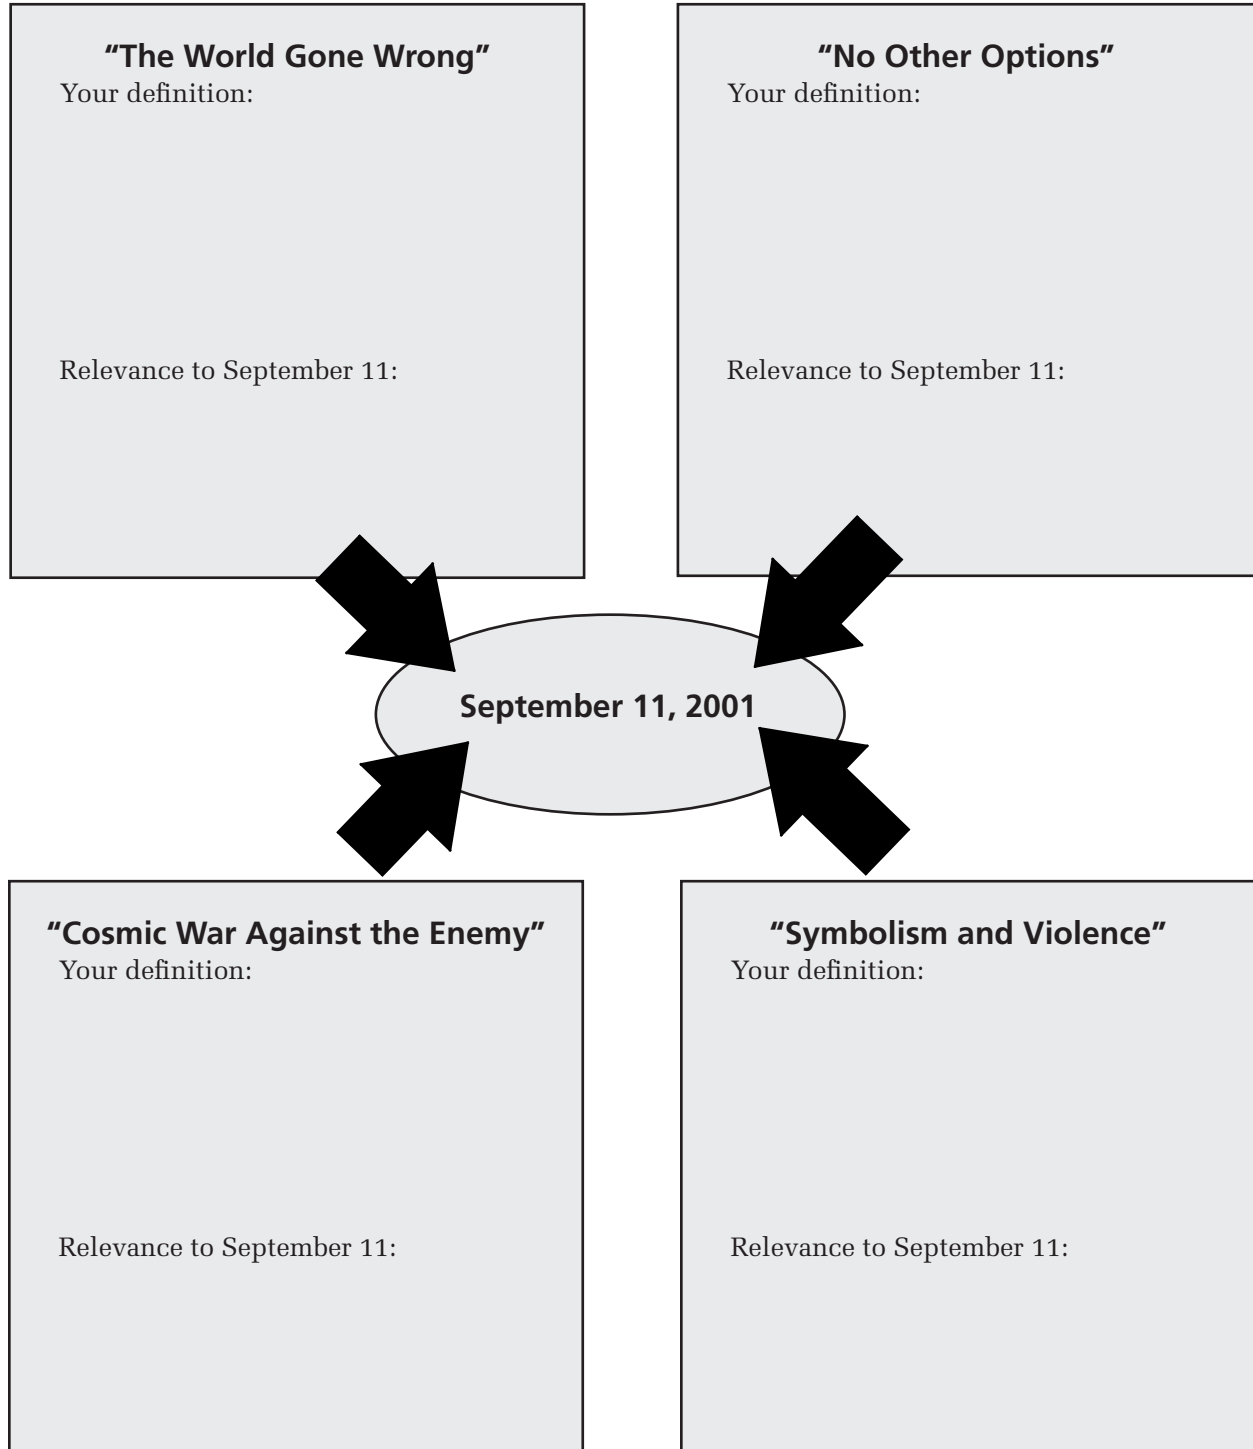 "The World Gone Wrong"
Your definition:
Relevance to September 11:
"No Other Options"
Your definition:
Relevance to September 11:
September 11, 2001
"Cosmic War Against the Enemy"
Your definition:
Relevance to September 11:
"Symbolism and Violence"
Your definition:
Relevance to September 11: